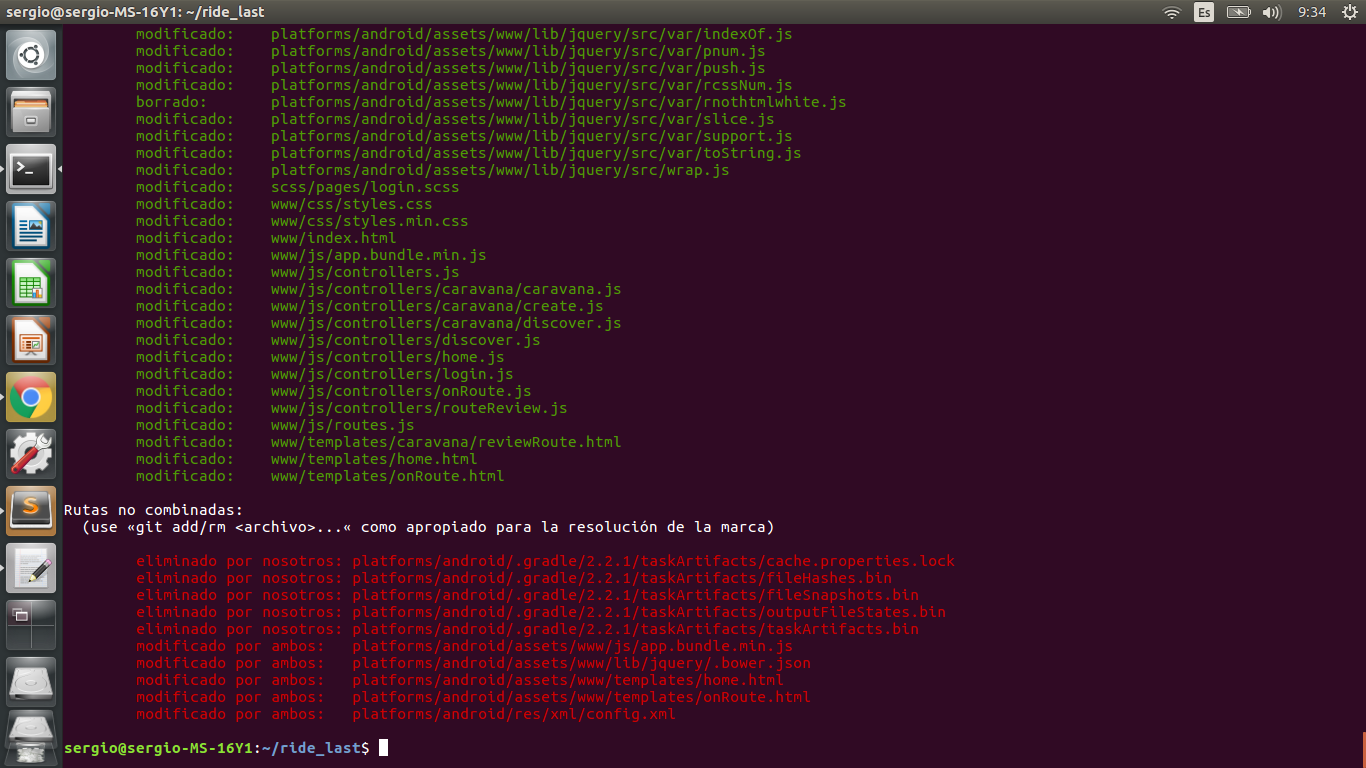 sergio@sergio-MS-16Y1: ~/ride_last
Es
9:34
modificado: platforms/android/assets/www/lib/jquery/src/var/indexOf.js
modificado: platforms/android/assets/www/lib/jquery/src/var/pnum.js
modificado: platforms/android/assets/www/lib/jquery/src/var/push.js
modificado: platforms/android/assets/www/lib/jquery/src/var/rcssNum.js
borrado: platforms/android/assets/www/lib/jquery/src/var/rnothtmlwhite.js
modificado: platforms/android/assets/www/lib/jquery/src/var/slice.js
modificado: platforms/android/assets/www/lib/jquery/src/var/support.js
modificado: platforms/android/assets/www/lib/jquery/src/var/toString.js
modificado: platforms/android/assets/www/lib/jquery/src/wrap.js
modificado: scss/pages/login.scss
modificado: www/css/styles.css
modificado: www/css/styles.min.css
modificado: www/index.html
modificado: www/js/app.bundle.min.js
modificado: www/js/controllers.js
modificado: www/js/controllers/caravana/caravana.js
modificado: www/js/controllers/caravana/create.js
modificado: www/js/controllers/caravana/discover.js
modificado: www/js/controllers/discover.js
modificado: www/js/controllers/home.js
modificado: www/js/controllers/login.js
modificado: www/js/controllers/onRoute.js
modificado: www/js/controllers/routeReview.js
modificado: www/js/routes.js
modificado: www/templates/caravana/reviewRoute.html
modificado: www/templates/home.html
modificado: www/templates/onRoute.html
Rutas no combinadas:
(use «git add/rm <archivo>...« como apropiado para la resolución de la marca)
eliminado por nosotros: platforms/android/.gradle/2.2.1/taskArtifacts/cache.properties.lock
eliminado por nosotros: platforms/android/.gradle/2.2.1/taskArtifacts/fileHashes.bin
eliminado por nosotros: platforms/android/.gradle/2.2.1/taskArtifacts/fileSnapshots.bin
eliminado por nosotros: platforms/android/.gradle/2.2.1/taskArtifacts/outputFileStates.bin
eliminado por nosotros: platforms/android/.gradle/2.2.1/taskArtifacts/taskArtifacts.bin
modificado por ambos: platforms/android/assets/www/js/app.bundle.min.js
modificado por ambos: platforms/android/assets/www/lib/jquery/.bower.json
modificado por ambos: platforms/android/assets/www/templates/home.html
modificado por ambos: platforms/android/assets/www/templates/onRoute.html
modificado por ambos: platforms/android/res/xml/config.xml
sergio@sergio-MS-16Y1:~/ride_last$